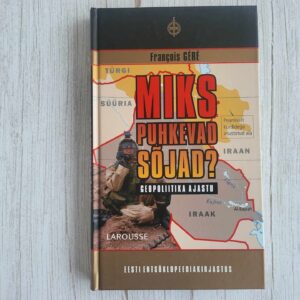 François GÉRÉ
TÜRGI
MIKS
SÜÜRIA
PUHKEVAD
IRAAN
SÕJAD?
GEOPOLIITIKA AJASTU
IRAAK
LAROUSSE
EESTI ENTSÜKLOPEEDIAKIRJASTUS